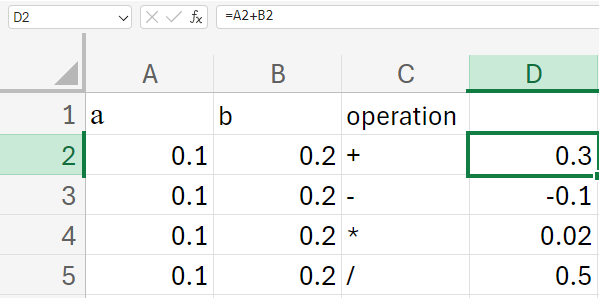 D2 fx =A2+B2
A B C D
1 a b operation
2 0.1 0.2 + 0.3
3 0.1 0.2 - -0.1
4 0.1 0.2 * 0.02
5 0.1 0.2 / 0.5